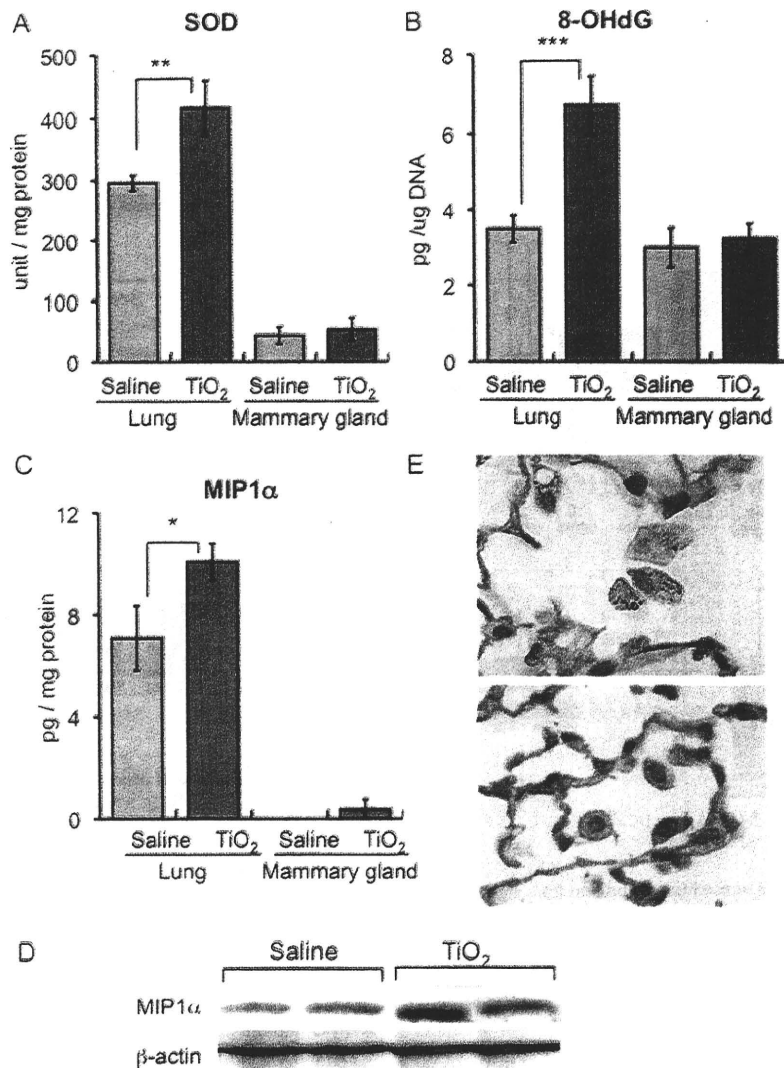 A
SOD
**
500
400
300
200
100
0
unit / mg protein
Saline TiO₂ Saline TiO₂
Lung Mammary gland
B
8-OHdG
***
8
6
4
2
0
pg /ug DNA
Saline TiO₂ Saline TiO₂
Lung Mammary gland
C
MIP1α
*
12
8
4
0
pg / mg protein
Saline TiO₂ Saline TiO₂
Lung Mammary gland
E
D
Saline TiO₂
MIP1α
β-actin